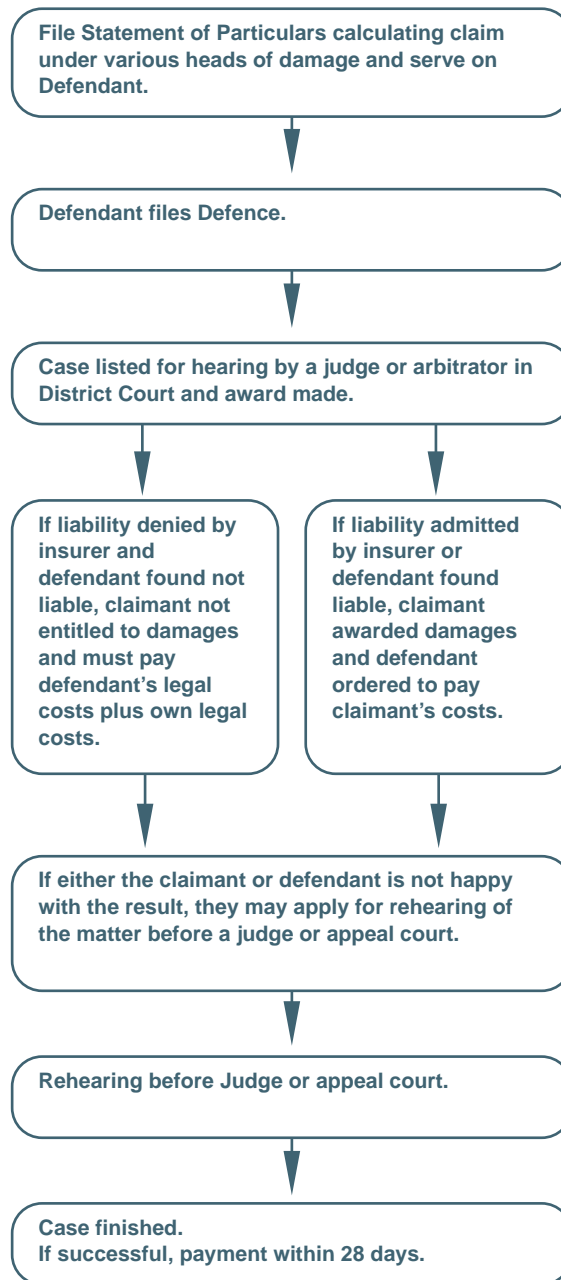 File Statement of Particulars calculating claim
under various heads of damage and serve on
Defendant.
Defendant files Defence.
Case listed for hearing by a judge or arbitrator in
District Court and award made.
If liability denied by
insurer and
defendant found not
liable, claimant not
entitled to damages
and must pay
defendant’s legal
costs plus own legal
costs.
If liability admitted
by insurer or
defendant found
liable, claimant
awarded damages
and defendant
ordered to pay
claimant’s costs.
If either the claimant or defendant is not happy
with the result, they may apply for rehearing of
the matter before a judge or appeal court.
Rehearing before Judge or appeal court.
Case finished.
If successful, payment within 28 days.